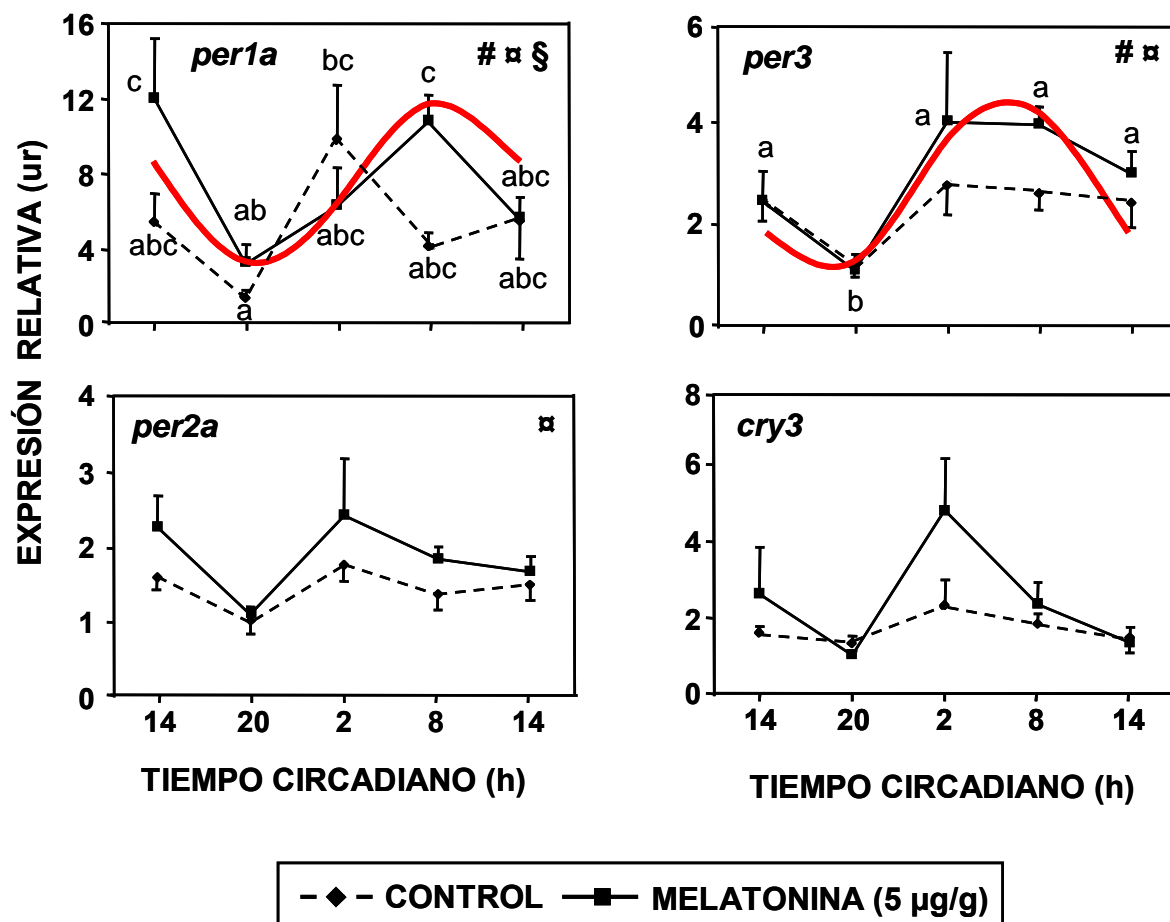 EXPRESIÓN RELATIVA (ur)
per1a
# ¤ §
16
12
8
4
0
c
abc
ab
a
bc
abc
c
abc
abc
abc
per3
# ¤
6
4
2
0
a
b
a
a
a
per2a
¤
4
3
2
1
0
14 20 2 8 14
TIEMPO CIRCADIANO (h)
cry3
8
6
4
2
0
14 20 2 8 14
TIEMPO CIRCADIANO (h)
CONTROL MELATONINA (5 µg/g)